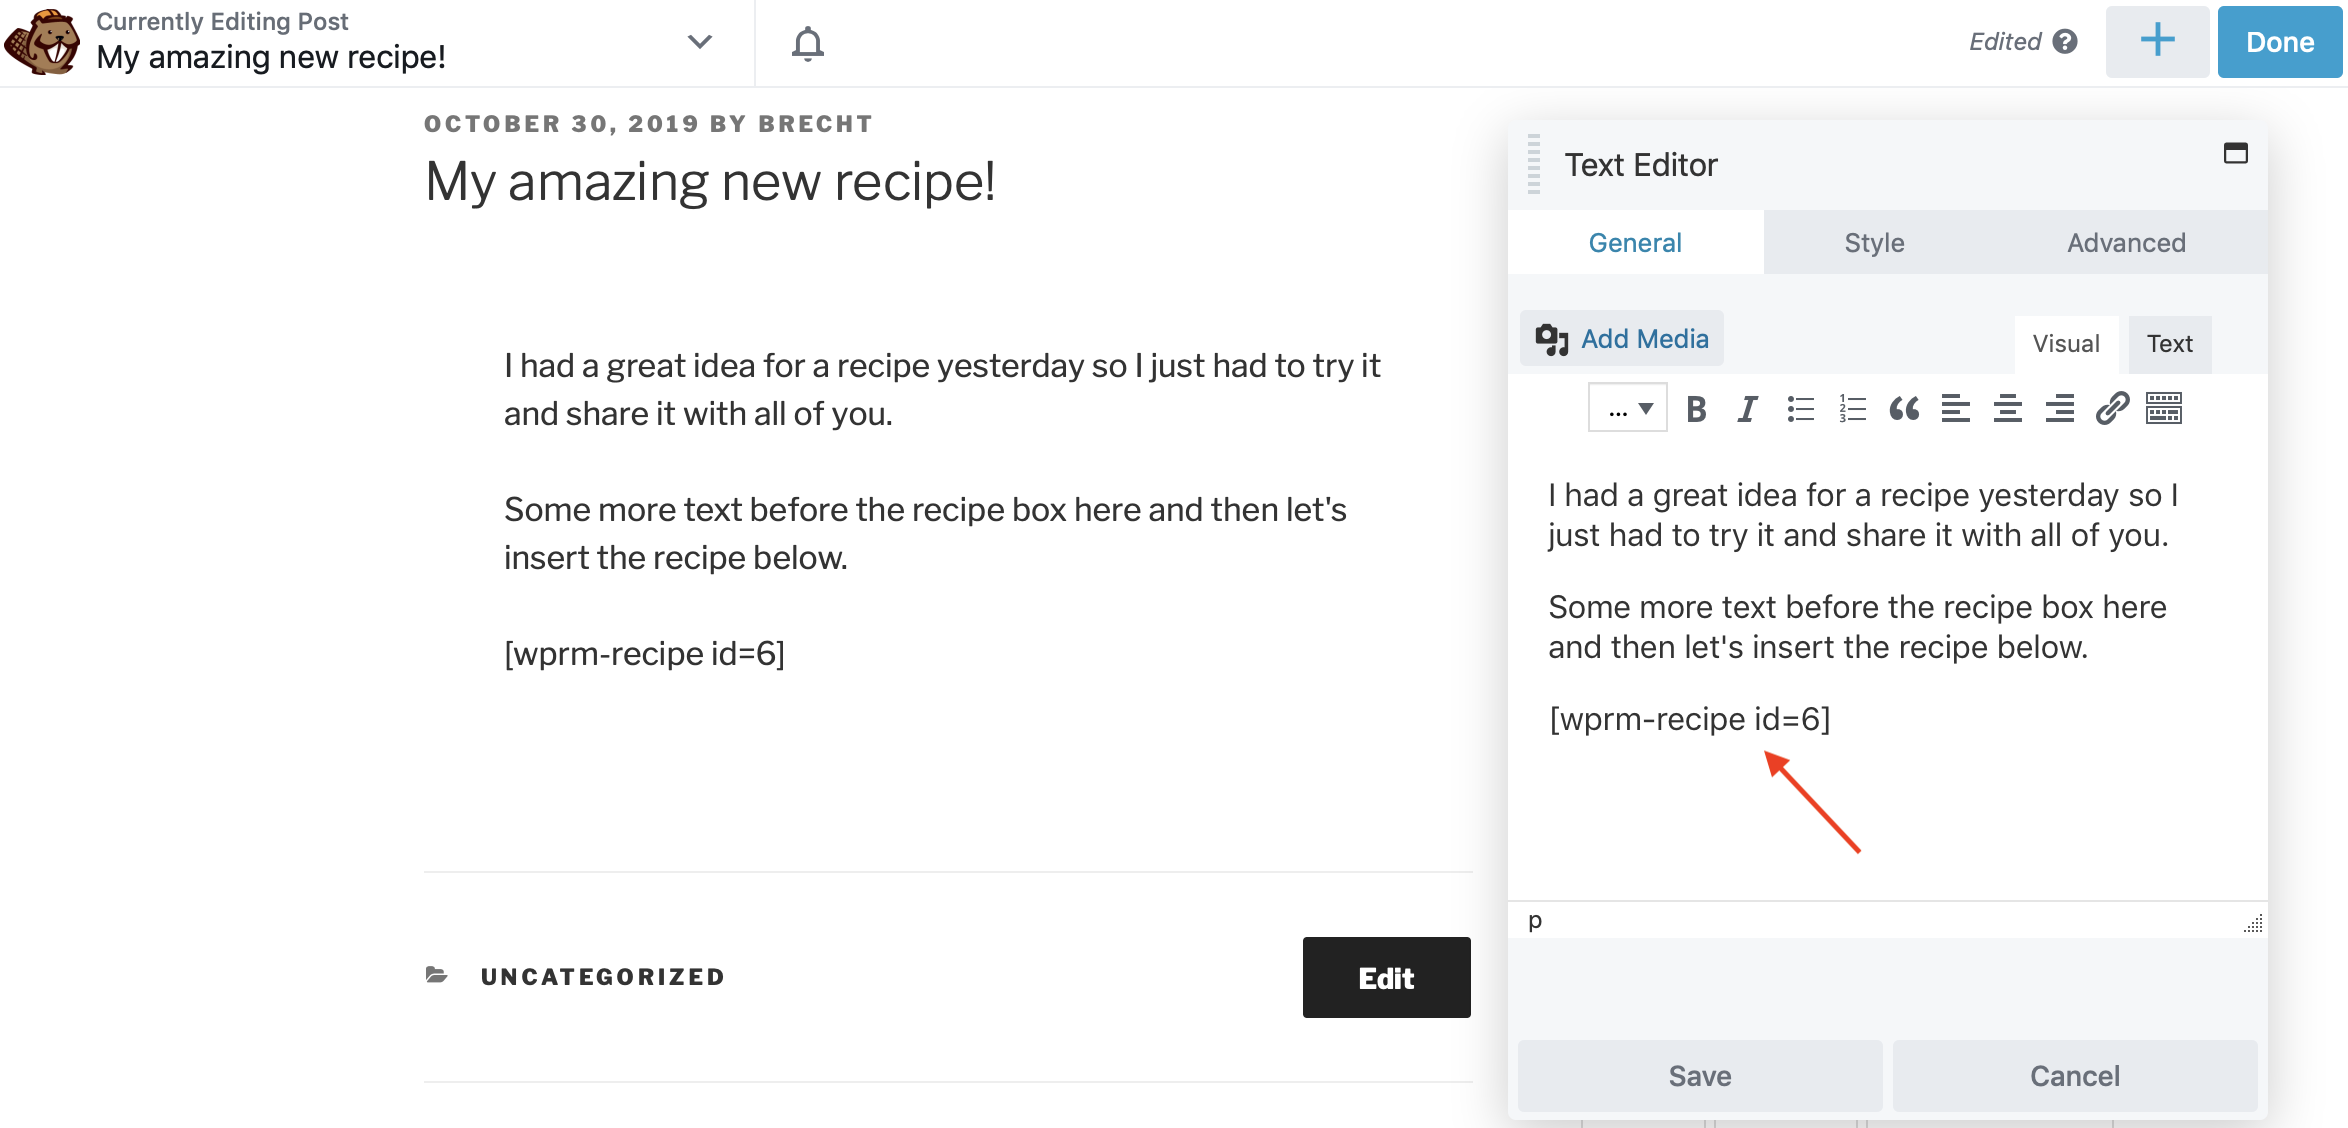 Currently Editing Post
My amazing new recipe!
Edited
Done
OCTOBER 30, 2019 BY BRECHT
My amazing new recipe!
I had a great idea for a recipe yesterday so I just had to try it
and share it with all of you.
Some more text before the recipe box here and then let's
insert the recipe below.
[wprm-recipe id=6]
UNCATEGORIZED
Edit
Text Editor
General Style Advanced
Add Media
Visual Text
... B I
I had a great idea for a recipe yesterday so I
just had to try it and share it with all of you.
Some more text before the recipe box here
and then let's insert the recipe below.
[wprm-recipe id=6]
p
Save Cancel